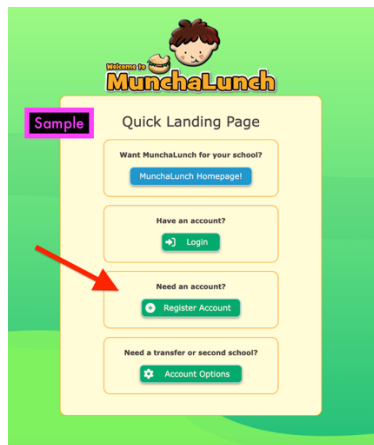 Welcome to
MunchaLunch
Sample
Quick Landing Page
Want MunchaLunch for your school?
MunchaLunch Homepage!
Have an account?
Login
Need an account?
Register Account
Need a transfer or second school?
Account Options